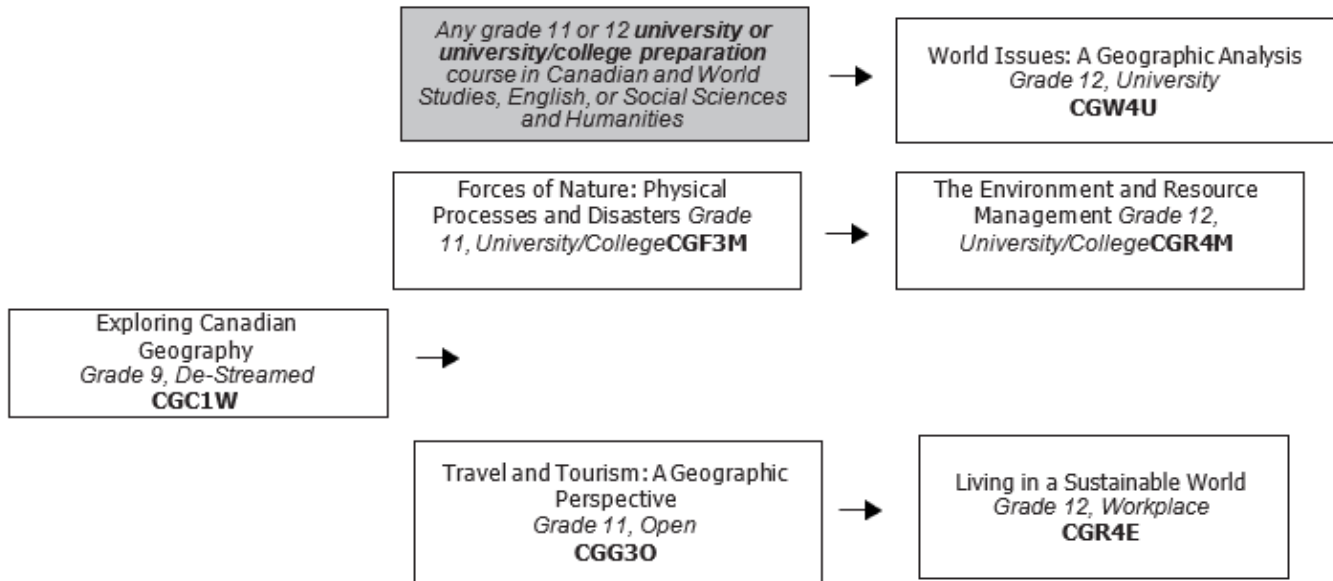 Any grade 11 or 12 university or
university/college preparation
course in Canadian and World
Studies, English, or Social Sciences
and Humanities
World Issues: A Geographic Analysis
Grade 12, University
CGW4U
Forces of Nature: Physical
Processes and Disasters Grade
11, University/CollegeCGF3M
The Environment and Resource
Management Grade 12,
University/CollegeCGR4M
Exploring Canadian
Geography
Grade 9, De-Streamed
CGC1W
Travel and Tourism: A Geographic
Perspective
Grade 11, Open
CGG3O
Living in a Sustainable World
Grade 12, Workplace
CGR4E